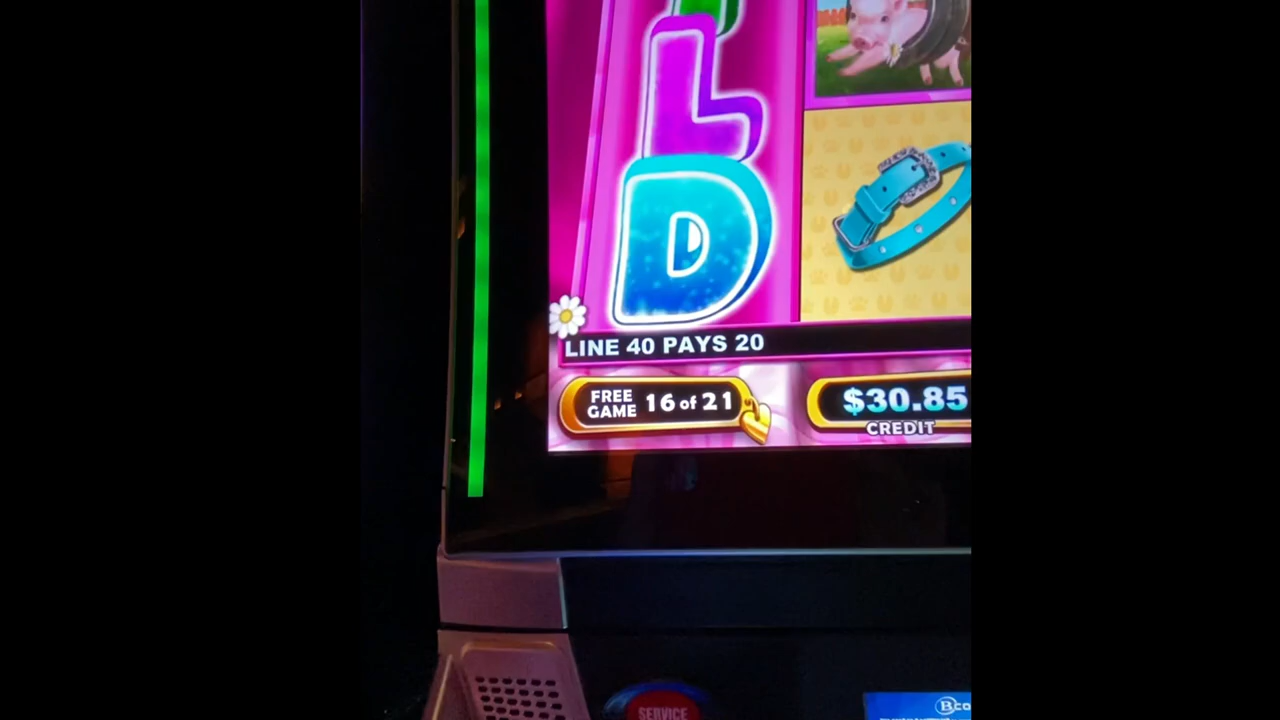 LD
LINE 40 PAYS 20
FREE GAME 16 of 21
$30.85
CREDIT
SERVICE